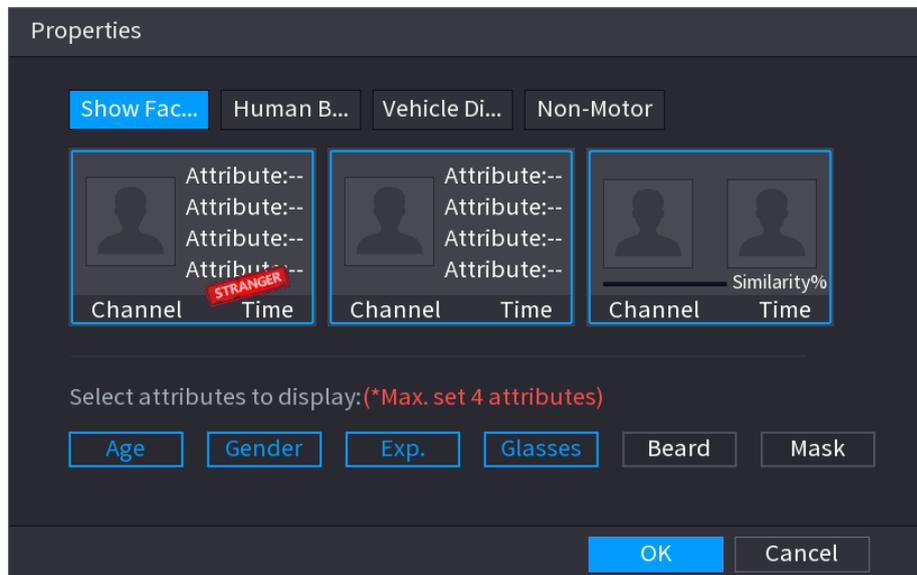 Properties
Show Fac... Human B... Vehicle Di... Non-Motor
Attribute:-- Attribute:--
Attribute:-- Attribute:--
Attribute:-- Attribute:--
Attribute:-- Attribute:--
STRANGER Similarity%
Channel Time Channel Time Channel Time
Select attributes to display:(*Max. set 4 attributes)
Age Gender Exp. Glasses Beard Mask
OK Cancel